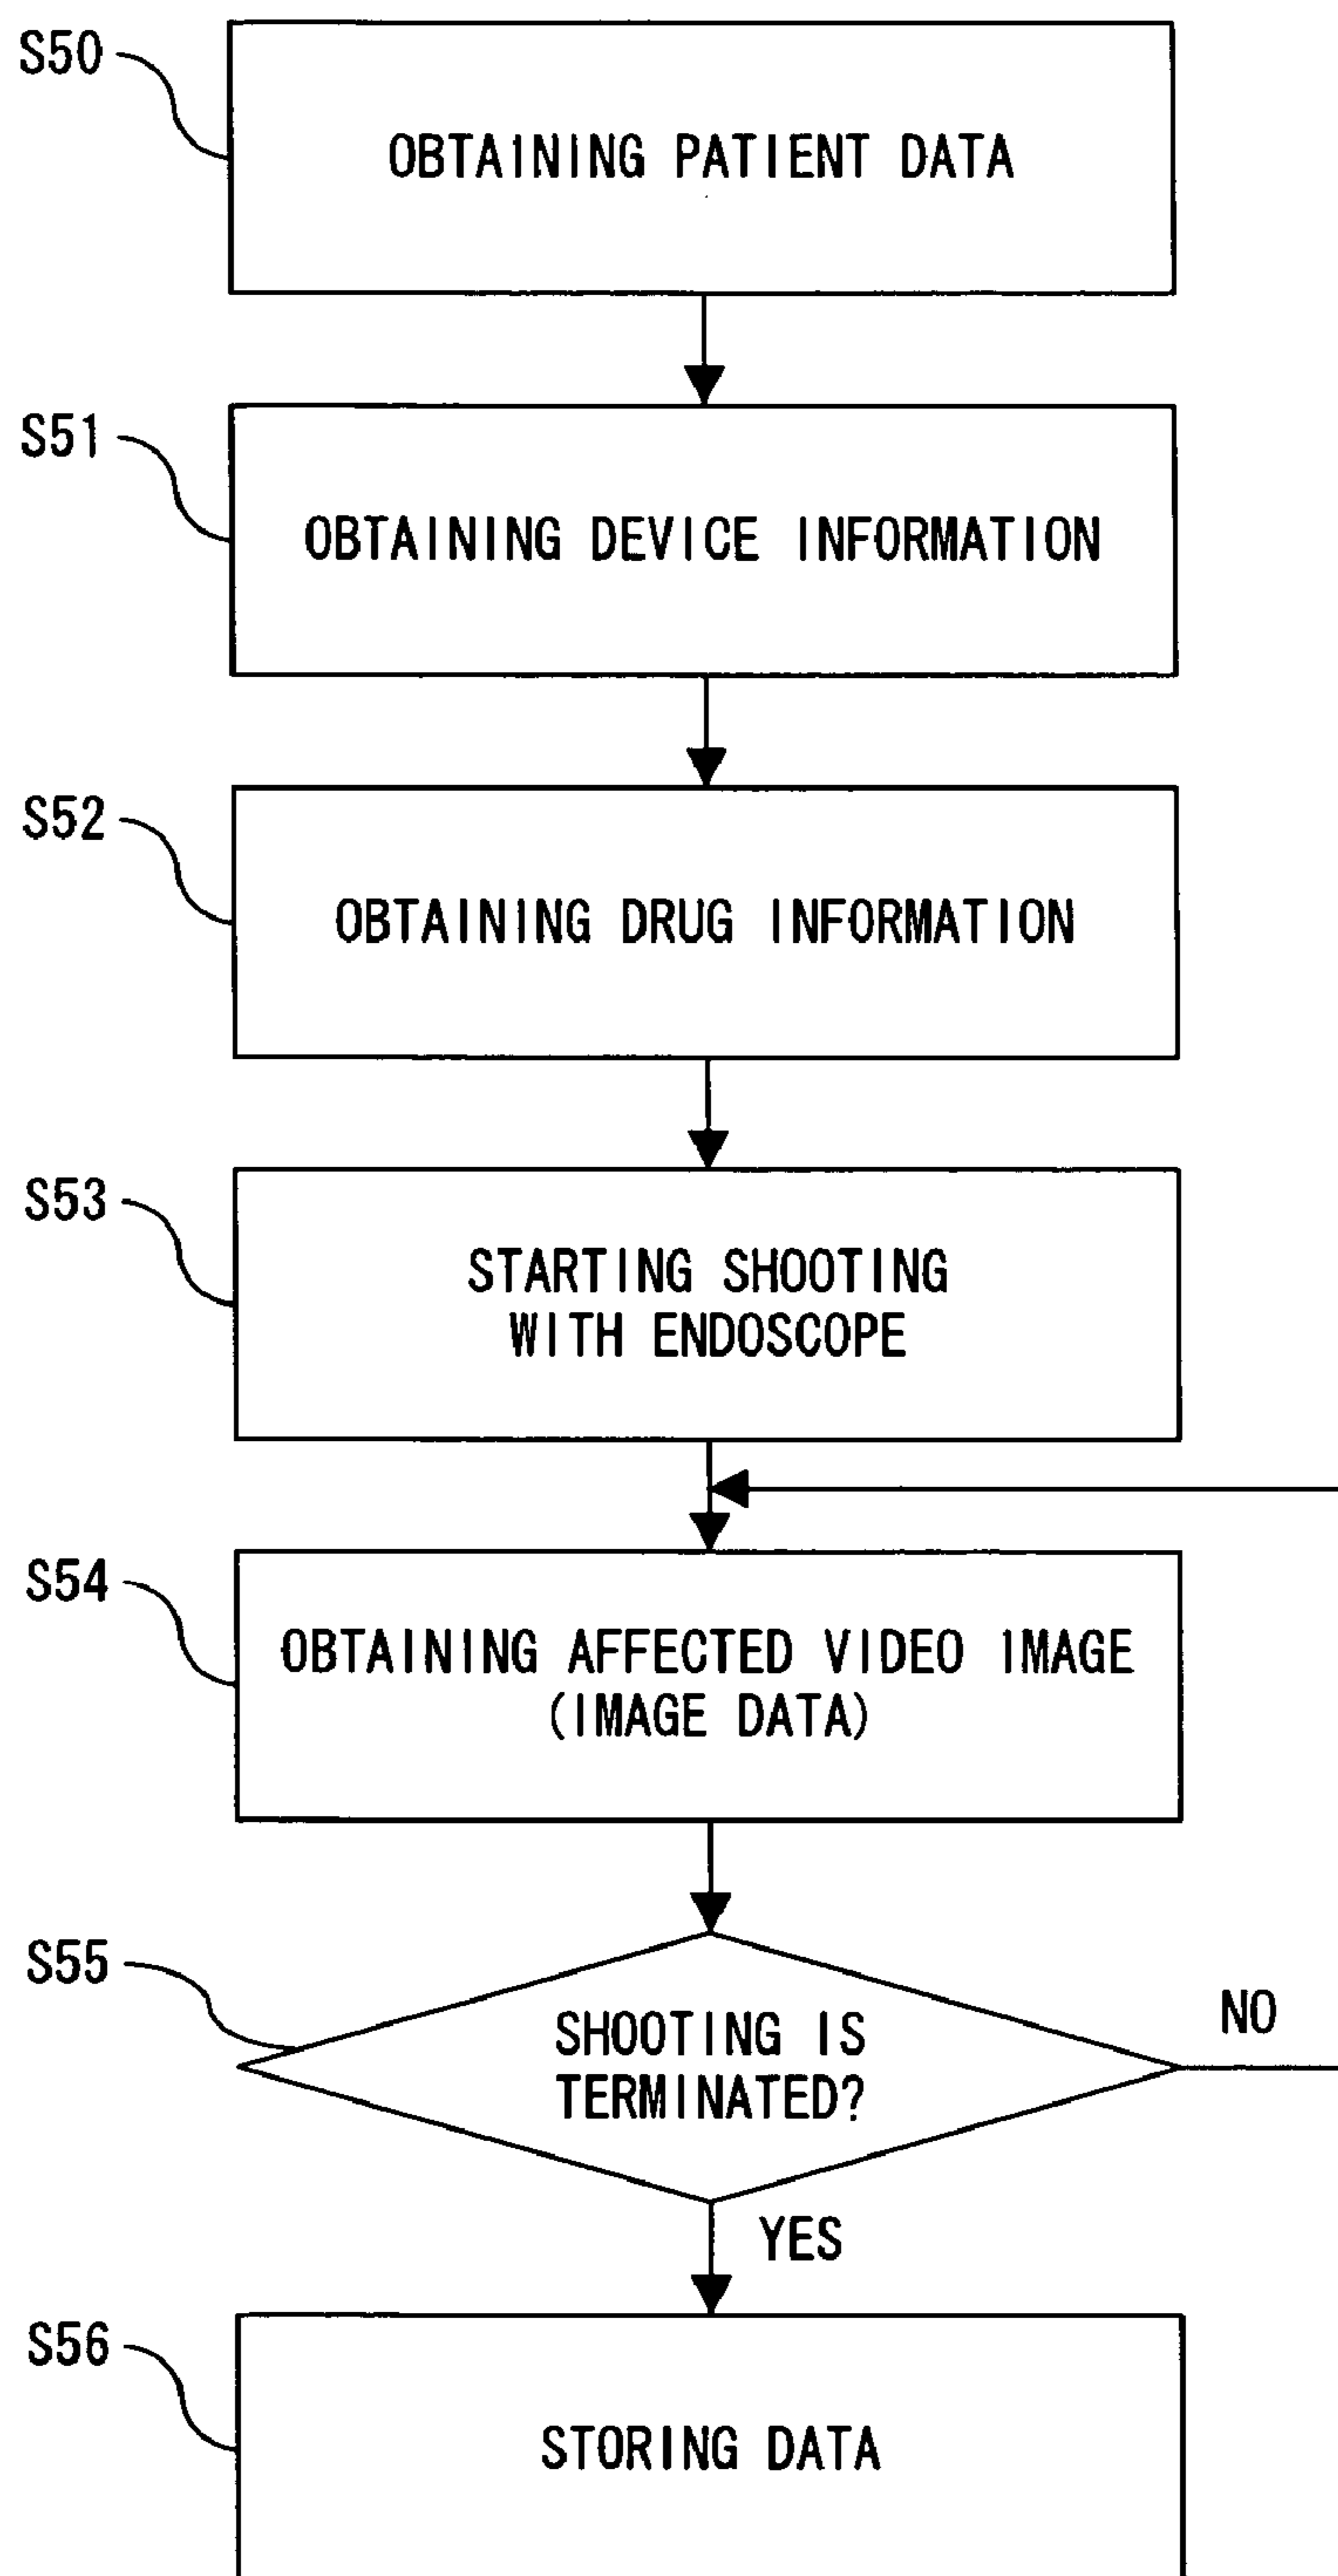 S50
OBTAINING PATIENT DATA
S51
OBTAINING DEVICE INFORMATION
S52
OBTAINING DRUG INFORMATION
S53
STARTING SHOOTING
WITH ENDOSCOPE
S54
OBTAINING AFFECTED VIDEO IMAGE
(IMAGE DATA)
S55
SHOOTING IS
TERMINATED?
NO
YES
S56
STORING DATA